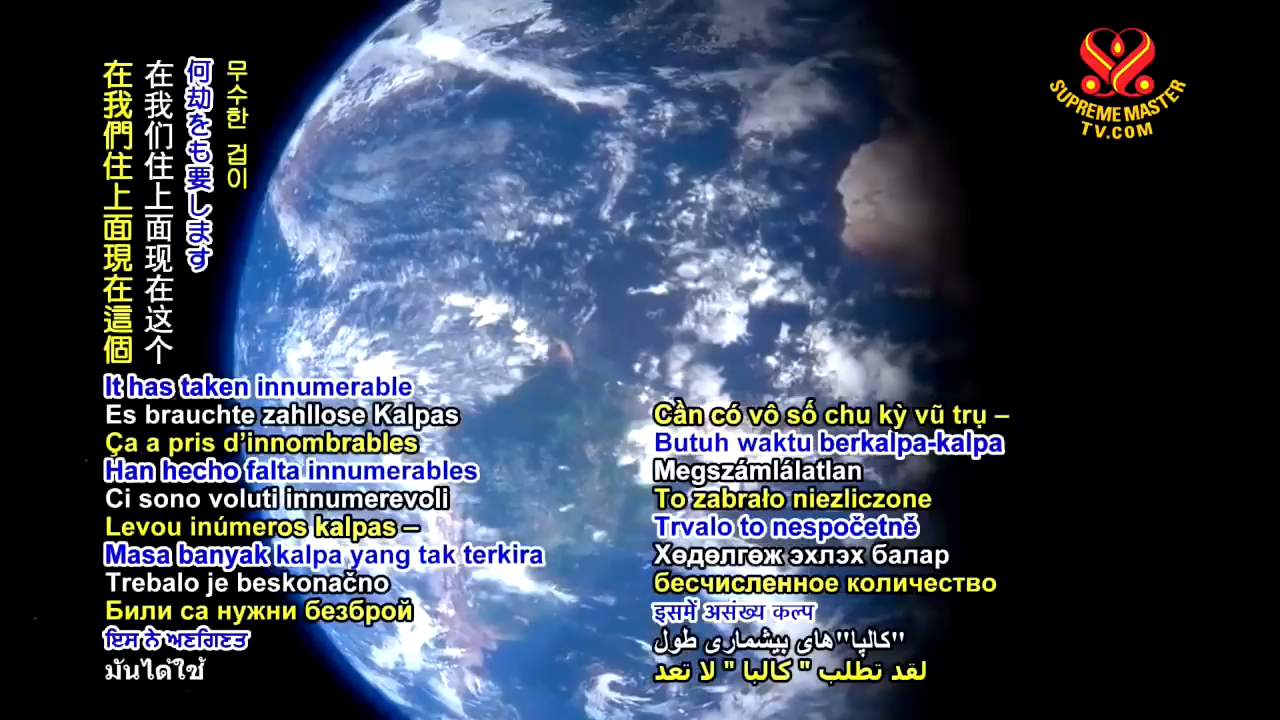 SUPREME MASTER
TV.COM
무수한 겁이
何劫をも要します
在我们住上面现在这个
在我們住上面現在這個
It has taken innumerable
Es brauchte zahllose Kalpas
Ça a pris d’innombrables
Han hecho falta innumerables
Ci sono voluti innumerevoli
Levou inúmeros kalpas –
Masa banyak kalpa yang tak terkira
Trebalo je beskonačno
Били са нужни безброй
ਇਸ ਨੇ ਅਣਗਿਣਤ
มันได้ใช้
Cần có vô số chu kỳ vũ trụ –
Butuh waktu berkalpa-kalpa
Megszámlálatlan
To zabrało niezliczone
Trvalo to nespočetně
Хөдөлгөж эхлэх балар
бесчисленное количество
इसमें असंख्य कल्प
"کالپا"های بیشماری طول
لقد تطلب " كالبا " لا تعد